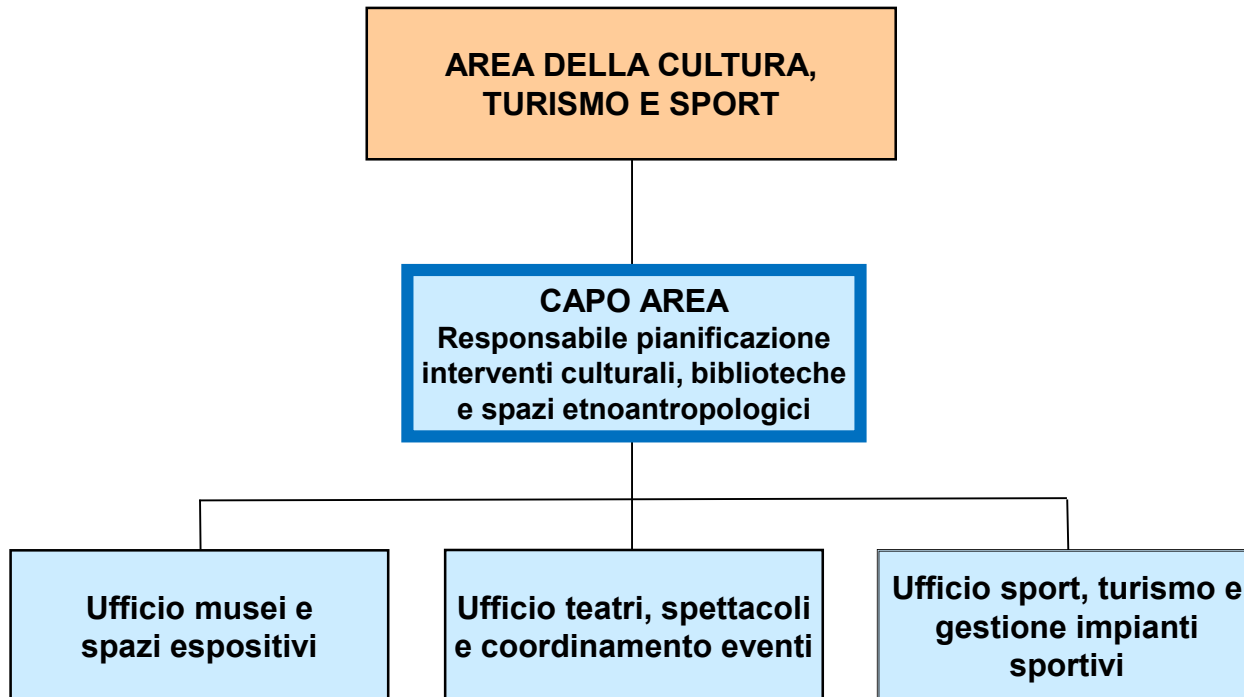 AREA DELLA CULTURA,
TURISMO E SPORT
CAPO AREA
Responsabile pianificazione
interventi culturali, biblioteche
e spazi etnoantropologici
Ufficio musei e
spazi espositivi
Ufficio teatri, spettacoli
e coordinamento eventi
Ufficio sport, turismo e
gestione impianti
sportivi